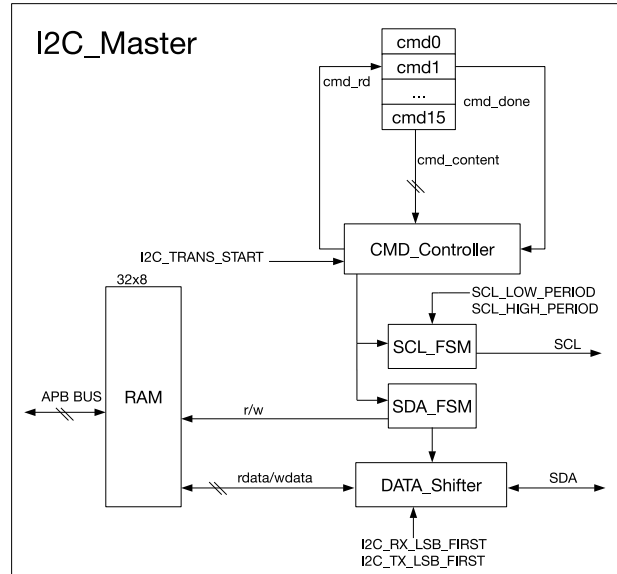 I2C_Master
cmd0
cmd1
...
cmd15
cmd_rd
cmd_done
cmd_content
CMD_Controller
I2C_TRANS_START
32x8
SCL_LOW_PERIOD
SCL_HIGH_PERIOD
SCL_FSM
SCL
APB BUS
RAM
r/w
SDA_FSM
rdata/wdata
DATA_Shifter
SDA
I2C_RX_LSB_FIRST
I2C_TX_LSB_FIRST